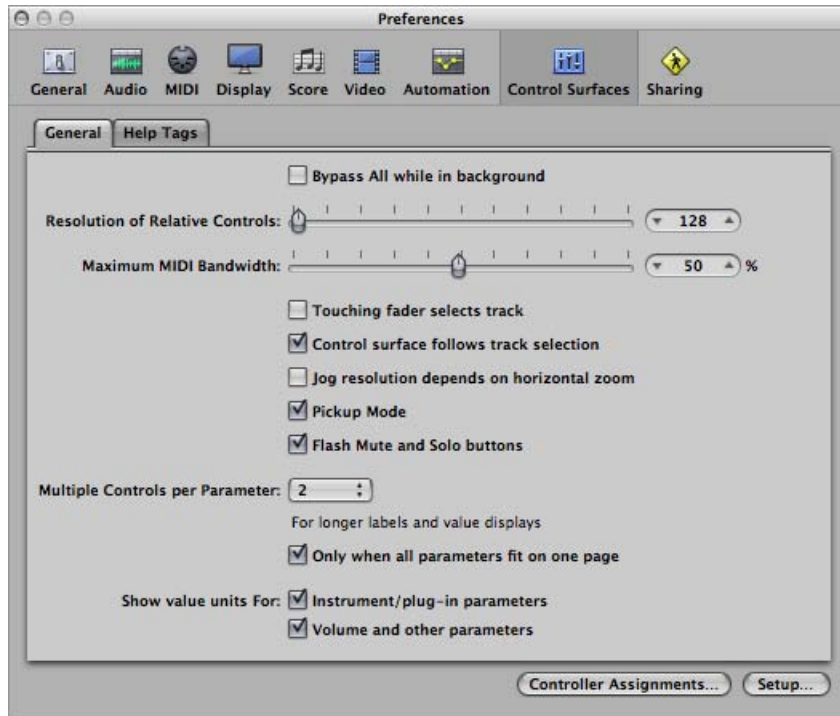 Preferences
General Audio MIDI Display Score Video Automation Control Surfaces Sharing
General Help Tags
Bypass All while in background
Resolution of Relative Controls: 128
Maximum MIDI Bandwidth: 50 %
Touching fader selects track
Control surface follows track selection
Jog resolution depends on horizontal zoom
Pickup Mode
Flash Mute and Solo buttons
Multiple Controls per Parameter: 2
For longer labels and value displays
Only when all parameters fit on one page
Show value units For: Instrument/plug-in parameters
Volume and other parameters
Controller Assignments... Setup...